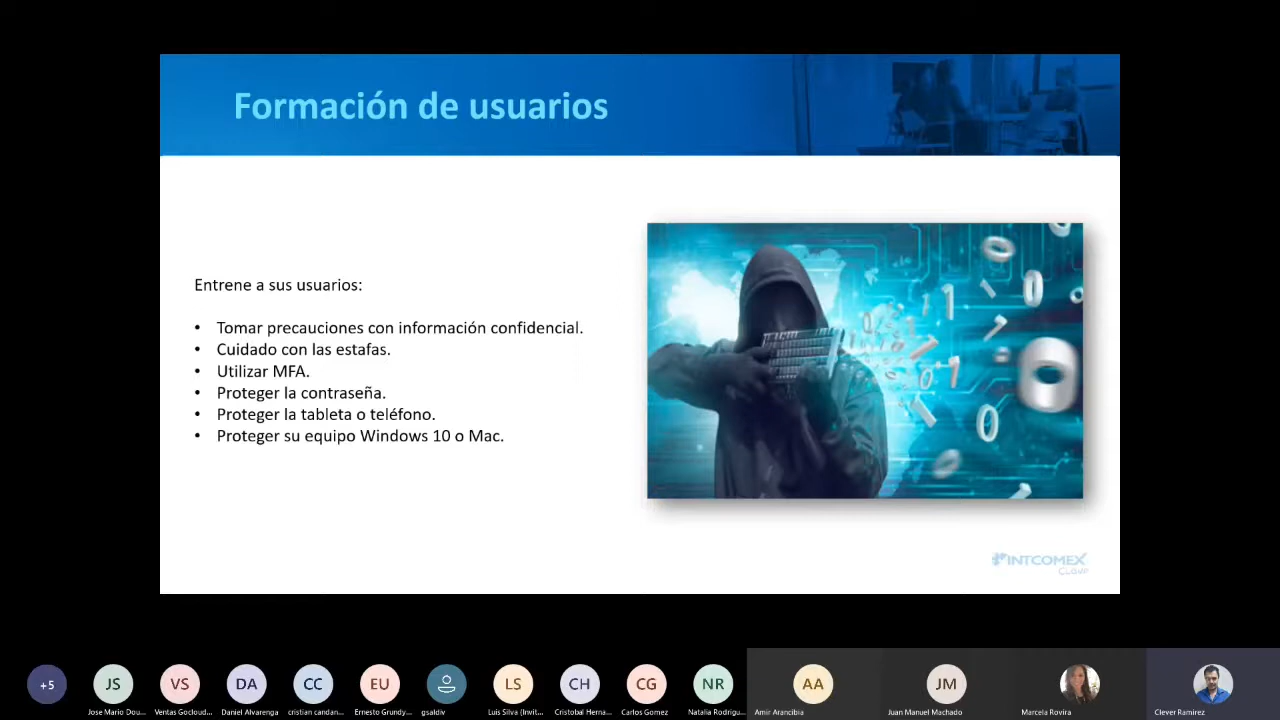 Formación de usuarios
Entrene a sus usuarios:
• Tomar precauciones con información confidencial.
• Cuidado con las estafas.
• Utilizar MFA.
• Proteger la contraseña.
• Proteger la tableta o teléfono.
• Proteger su equipo Windows 10 o Mac.
INTCOMEX
CLOUD
+5
JS
VS
DA
CC
EU
LS
CH
CG
NR
AA
JM
Jose Mario Dou...
Ventas Gocloud...
Daniel Alvarenga
cristian candan...
Ernesto Grundy...
gsaldiv
Luis Silva (Invit...
Cristobal Herna...
Carlos Gomez
Natalia Rodrigu...
Amir Arancibia
Juan Manuel Machado
Marcela Rovira
Clever Ramirez